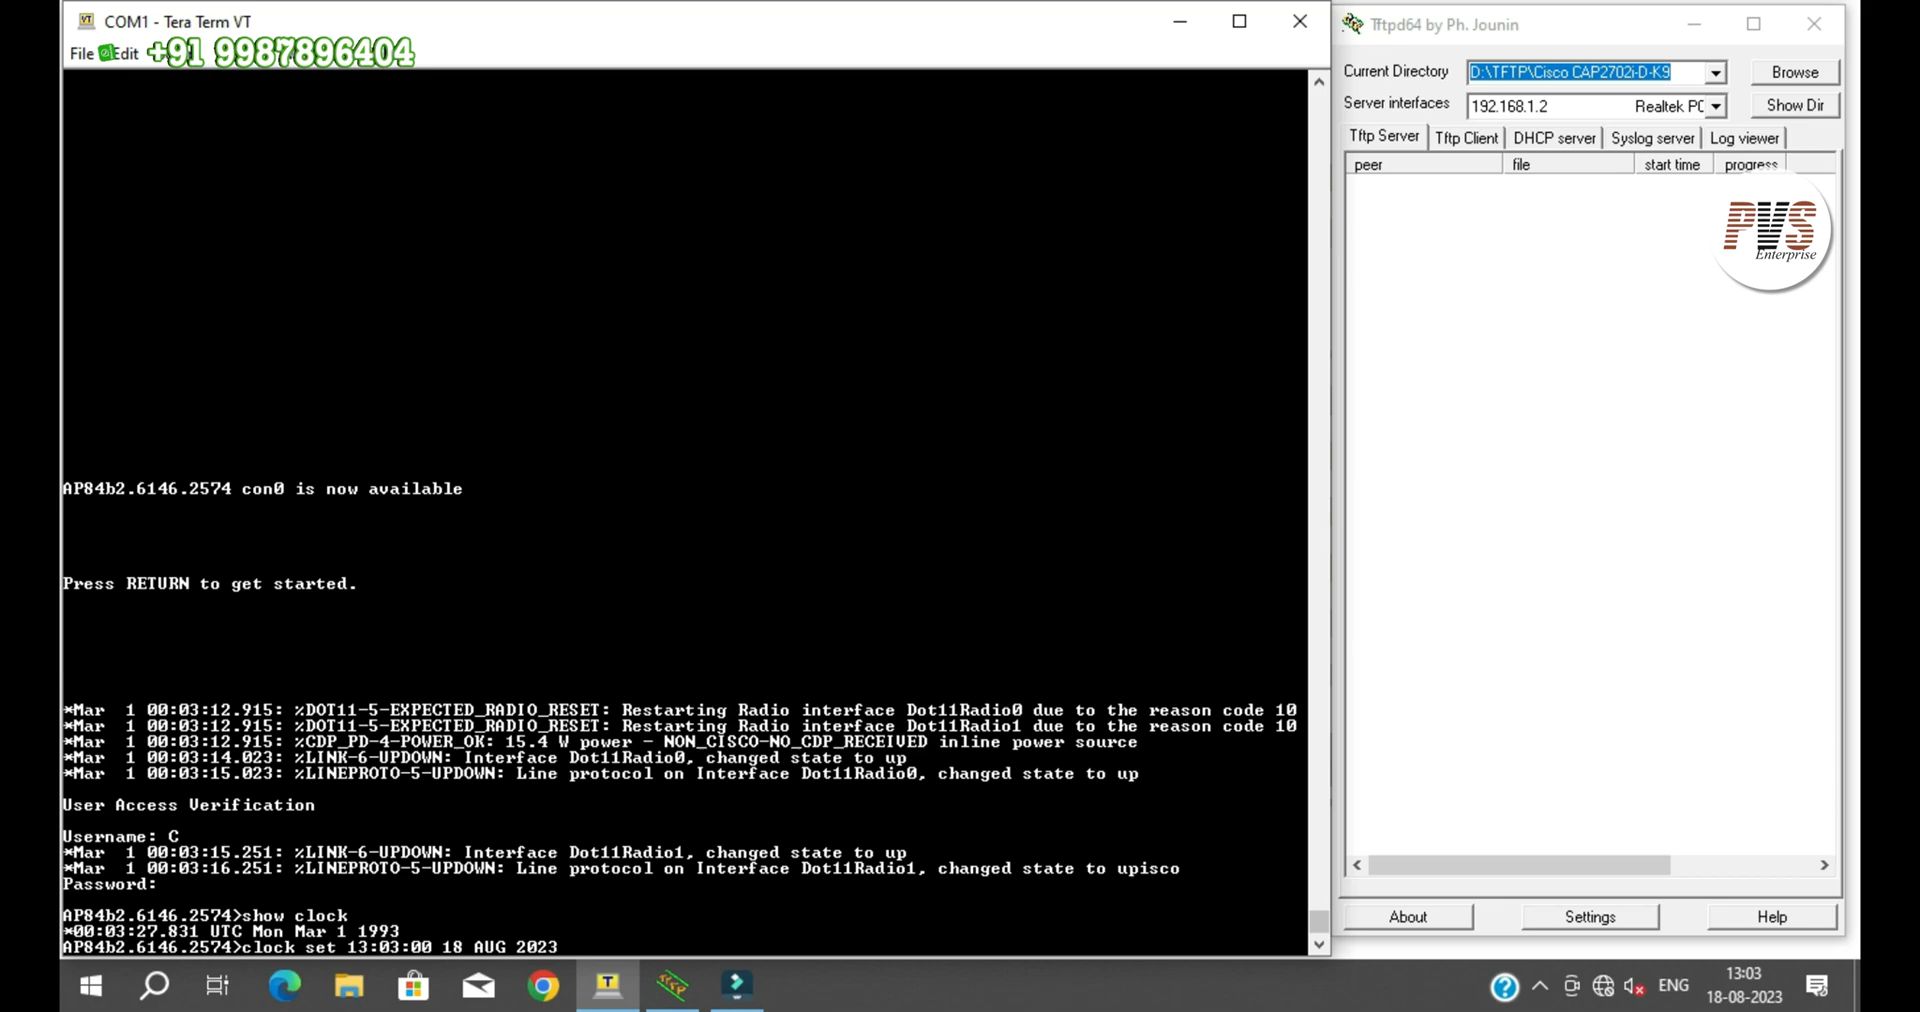 COM1 - Tera Term VT
File Edit +91 9987896404
AP84b2.6146.2574 con0 is now available
Press RETURN to get started.
*Mar  1 00:03:12.915: %DOT11-5-EXPECTED_RADIO_RESET: Restarting Radio interface Dot11Radio0 due to the reason code 10
*Mar  1 00:03:12.915: %DOT11-5-EXPECTED_RADIO_RESET: Restarting Radio interface Dot11Radio1 due to the reason code 10
*Mar  1 00:03:12.915: %CDP_PD-4-POWER_OK: 15.4 W power - NON_CISCO-NO_CDP_RECEIVED inline power source
*Mar  1 00:03:14.023: %LINK-6-UPDOWN: Interface Dot11Radio0, changed state to up
*Mar  1 00:03:15.023: %LINEPROTO-5-UPDOWN: Line protocol on Interface Dot11Radio0, changed state to up
User Access Verification
Username: C
*Mar  1 00:03:15.251: %LINK-6-UPDOWN: Interface Dot11Radio1, changed state to up
*Mar  1 00:03:16.251: %LINEPROTO-5-UPDOWN: Line protocol on Interface Dot11Radio1, changed state to upisco
Password:
AP84b2.6146.2574>show clock
*00:03:27.831 UTC Mon Mar 1 1993
AP84b2.6146.2574>clock set 13:03:00 18 AUG 2023
Tftpd64 by Ph. Jounin
Current Directory D:\TFTP\Cisco CAP2702i-D-K9 Browse
Server interfaces 192.168.1.2 Realtek PC Show Dir
Tftp Server Tftp Client DHCP server Syslog server Log viewer
peer file start time progress
PVS
Enterprise
About Settings Help
ENG
13:03
18-08-2023